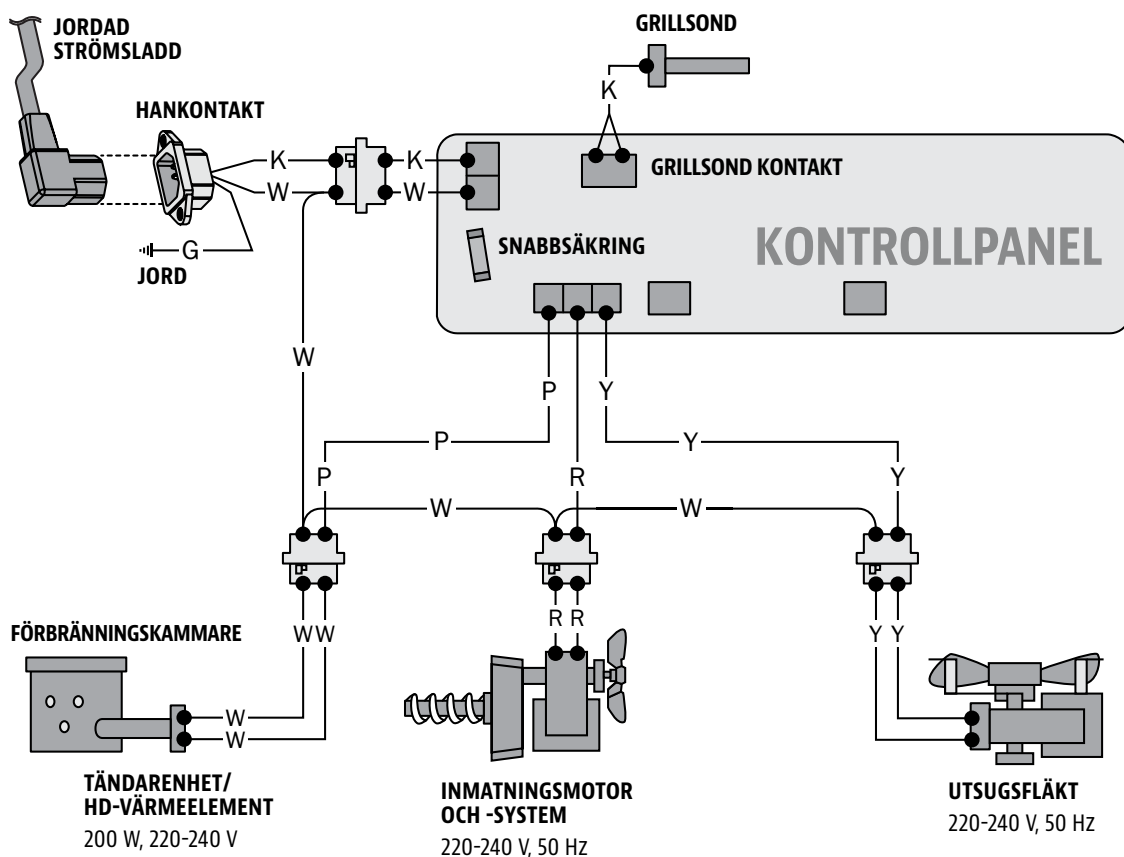 JORDAD
STRÖMSLADD
GRILLSOND
HANKONTAKT
K
K
K
GRILLSOND KONTAKT
W
W
KONTROLLPANEL
SNABBSÄKRING
G
JORD
W
P
Y
P
Y
P
R
Y
W
W
R
R
FÖRBRÄNNINGSKAMMARE
W
W
Y
Y
W
W
TÄNDARENHET/
HD-VÄRMEELEMENT
200 W, 220-240 V
INMATNINGSMOTOR
OCH -SYSTEM
220-240 V, 50 Hz
UTSUGSFLÄKT
220-240 V, 50 Hz